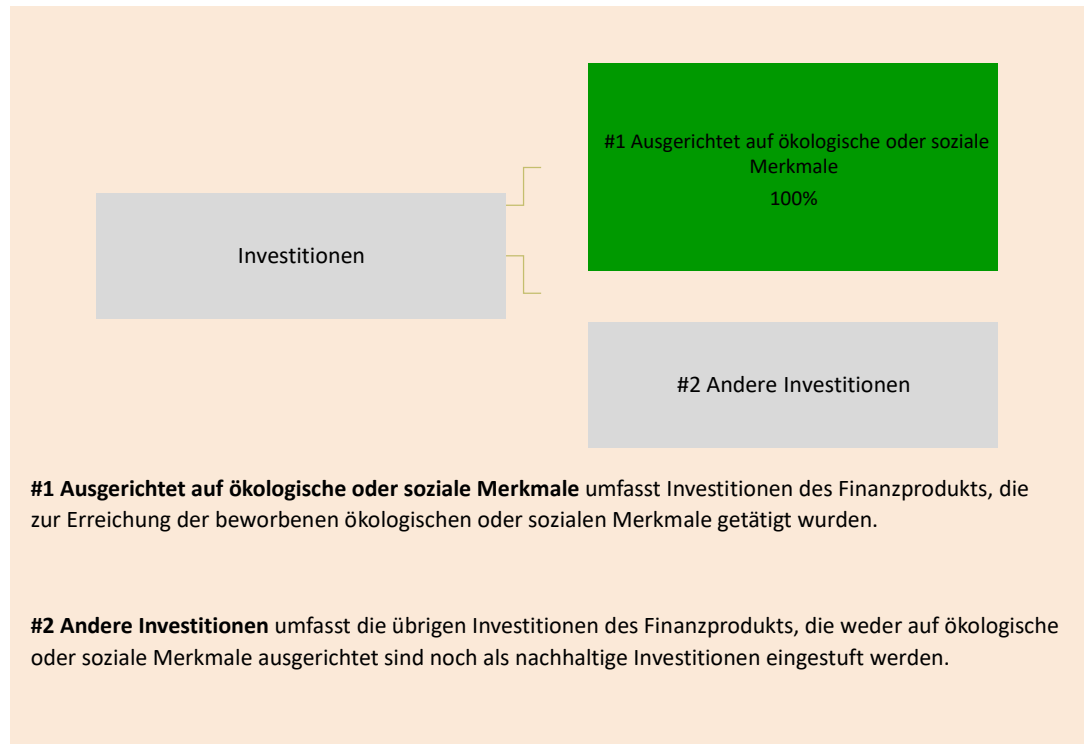 #1 Ausgerichtet auf ökologische oder soziale
Merkmale
100%
Investitionen
#2 Andere Investitionen
#1 Ausgerichtet auf ökologische oder soziale Merkmale umfasst Investitionen des Finanzprodukts, die
zur Erreichung der beworbenen ökologischen oder sozialen Merkmale getätigt wurden.
#2 Andere Investitionen umfasst die übrigen Investitionen des Finanzprodukts, die weder auf ökologische
oder soziale Merkmale ausgerichtet sind noch als nachhaltige Investitionen eingestuft werden.